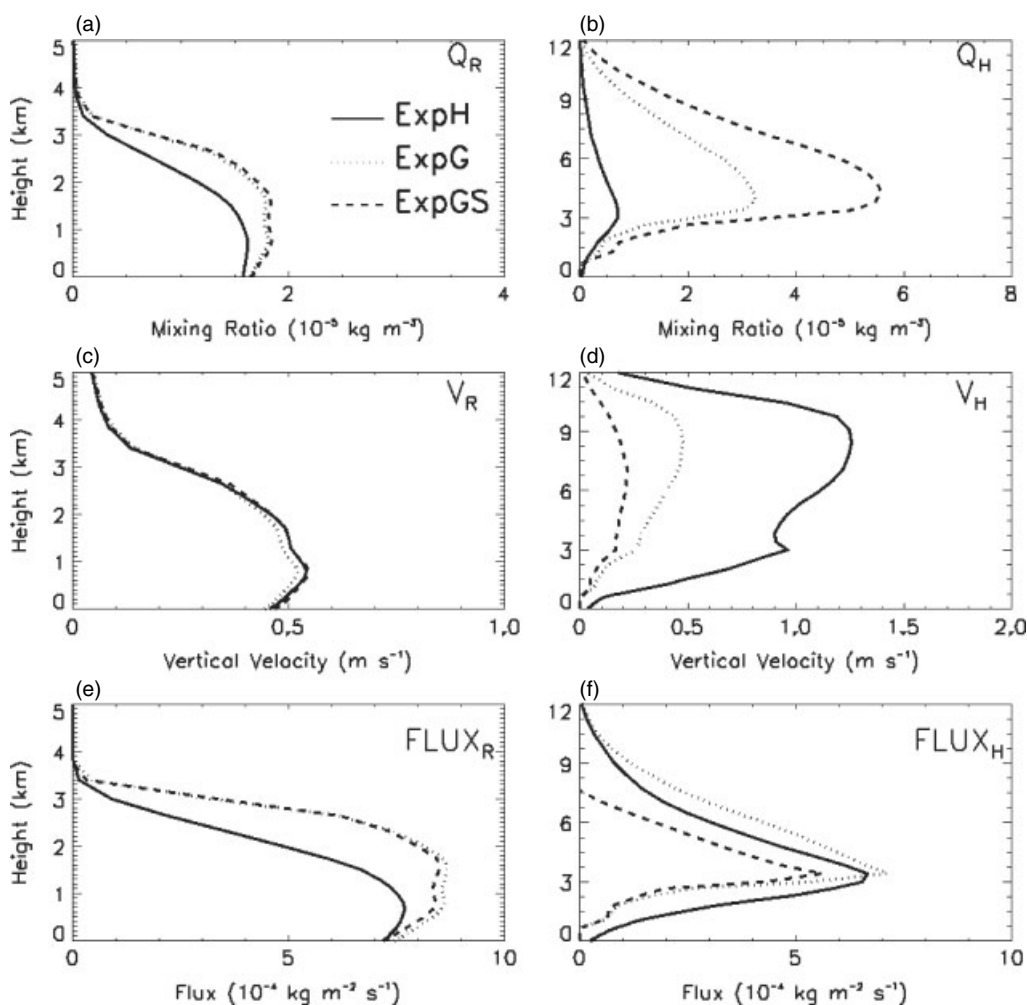 (a)
(b)
5
4
3
2
1
0
Height (km)
Q_R
ExpH
ExpG
ExpGS
0
2
4
Mixing Ratio (10⁻⁵ kg m⁻³)
12
9
6
3
0
Q_H
0
2
4
6
8
Mixing Ratio (10⁻⁵ kg m⁻³)
(c)
(d)
5
4
3
2
1
0
Height (km)
V_R
0
0.5
1.0
Vertical Velocity (m s⁻¹)
12
9
6
3
0
V_H
0
0.5
1.0
1.5
2.0
Vertical Velocity (m s⁻¹)
(e)
(f)
5
4
3
2
1
0
Height (km)
FLUX_R
0
5
10
Flux (10⁻⁴ kg m⁻² s⁻¹)
12
9
6
3
0
FLUX_H
0
2
4
6
8
10
Flux (10⁻⁴ kg m⁻² s⁻¹)